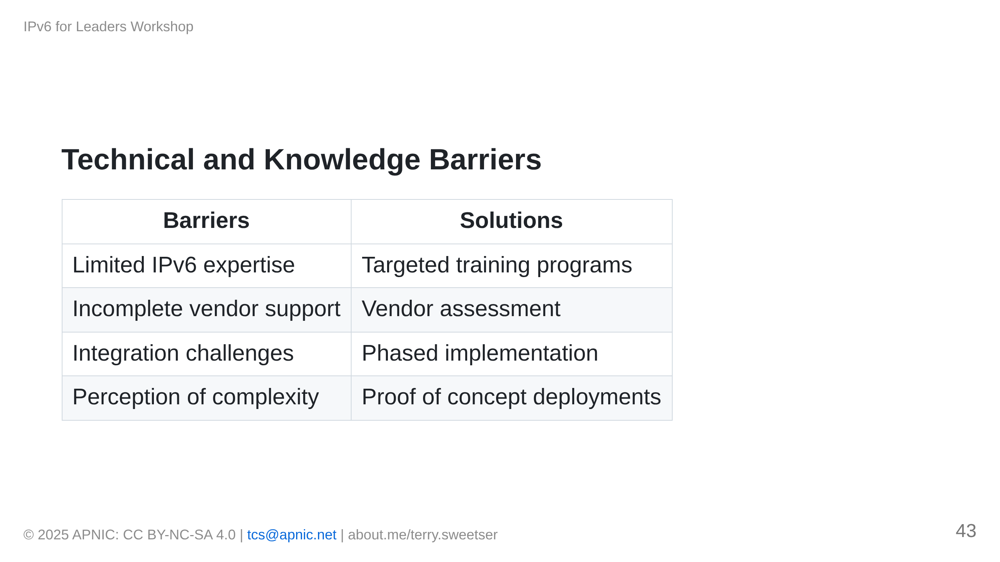 IPv6 for Leaders Workshop
Technical and Knowledge Barriers
Barriers Solutions
Limited IPv6 expertise Targeted training programs
Incomplete vendor support Vendor assessment
Integration challenges Phased implementation
Perception of complexity Proof of concept deployments
© 2025 APNIC: CC BY-NC-SA 4.0 | tcs@apnic.net | about.me/terry.sweetser
43